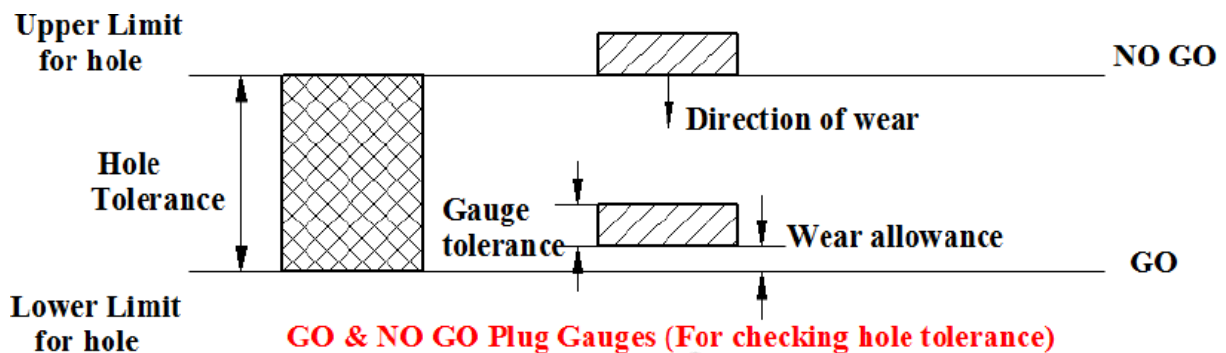 Upper Limit
for hole
NO GO
Direction of wear
Hole
Tolerance
Gauge
tolerance
Wear allowance
GO
Lower Limit
for hole
GO & NO GO Plug Gauges (For checking hole tolerance)